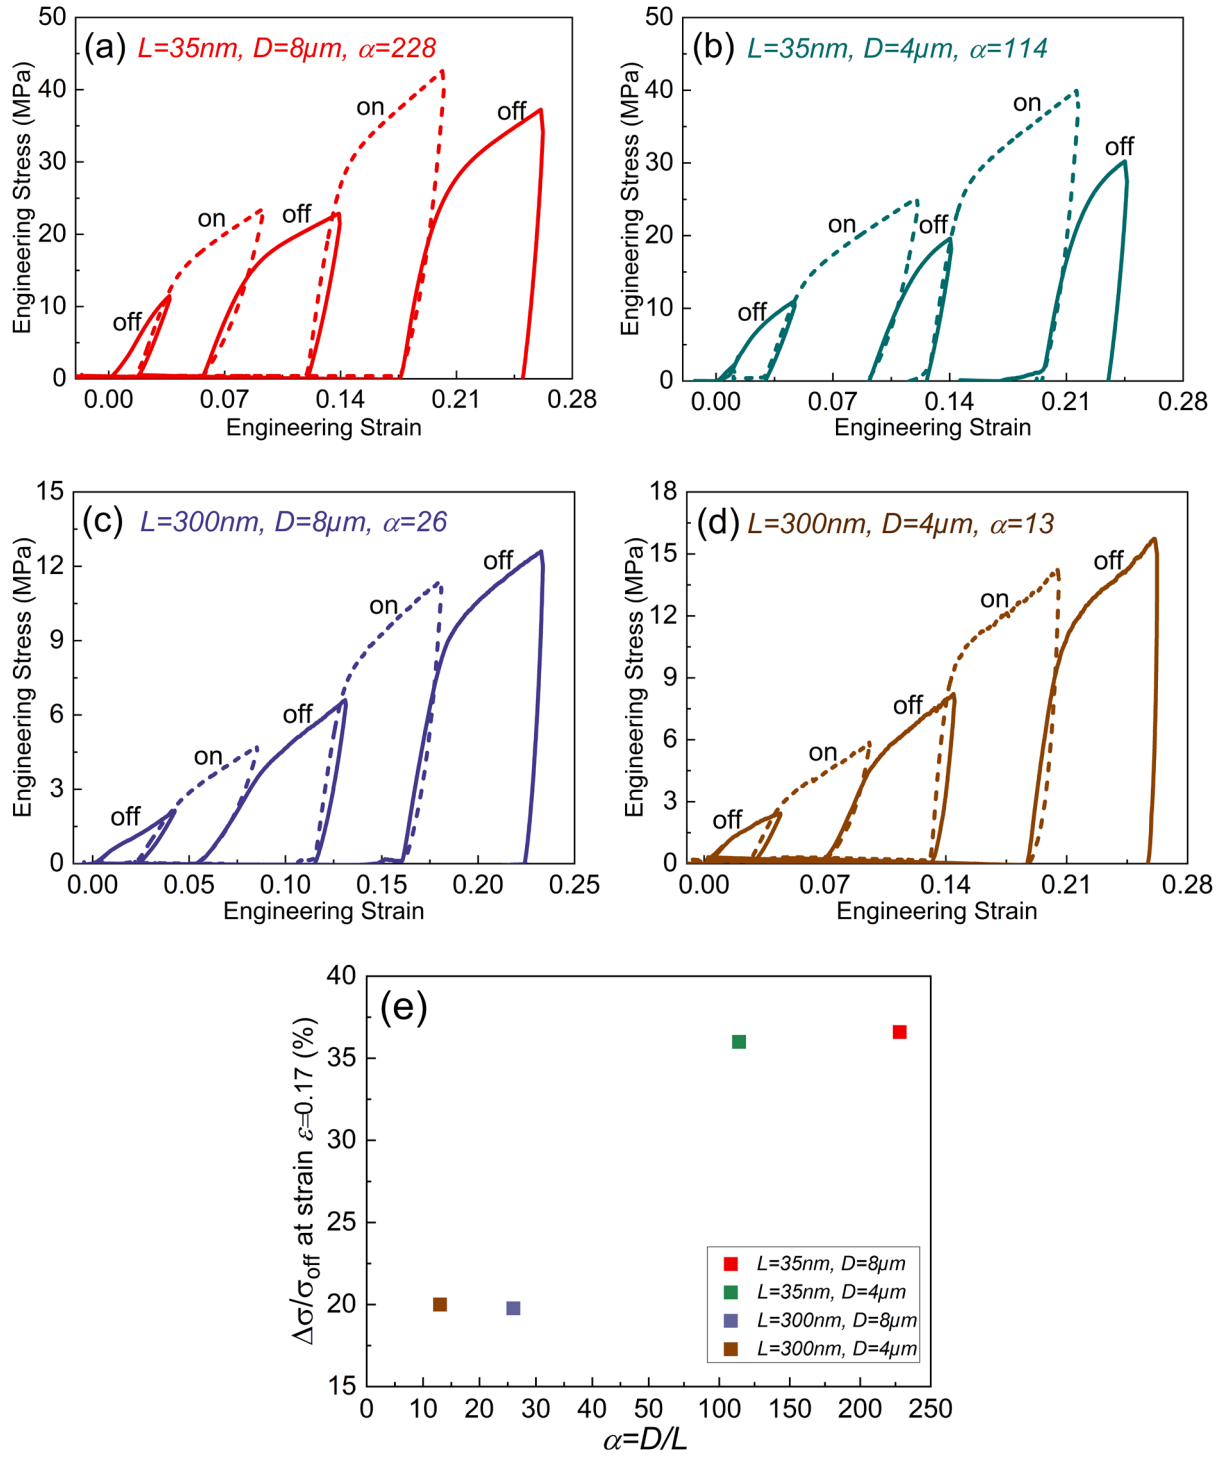 (a) L=35nm, D=8μm, α=228
Engineering Stress (MPa)
50
40
30
20
10
0
off
on
off
on
off
0.00 0.07 0.14 0.21 0.28
Engineering Strain
(b) L=35nm, D=4μm, α=114
Engineering Stress (MPa)
50
40
30
20
10
0
off
on
off
on
off
0.00 0.07 0.14 0.21 0.28
Engineering Strain
(c) L=300nm, D=8μm, α=26
Engineering Stress (MPa)
15
12
9
6
3
0
off
on
off
on
off
0.00 0.05 0.10 0.15 0.20 0.25
Engineering Strain
(d) L=300nm, D=4μm, α=13
Engineering Stress (MPa)
18
15
12
9
6
3
0
off
on
off
on
off
0.00 0.07 0.14 0.21 0.28
Engineering Strain
(e)
Δσ/σoff at strain ε=0.17 (%)
40
35
30
25
20
15
L=35nm, D=8μm
L=35nm, D=4μm
L=300nm, D=8μm
L=300nm, D=4μm
0 10 20 30 40 50 100 150 200 250
α=D/L